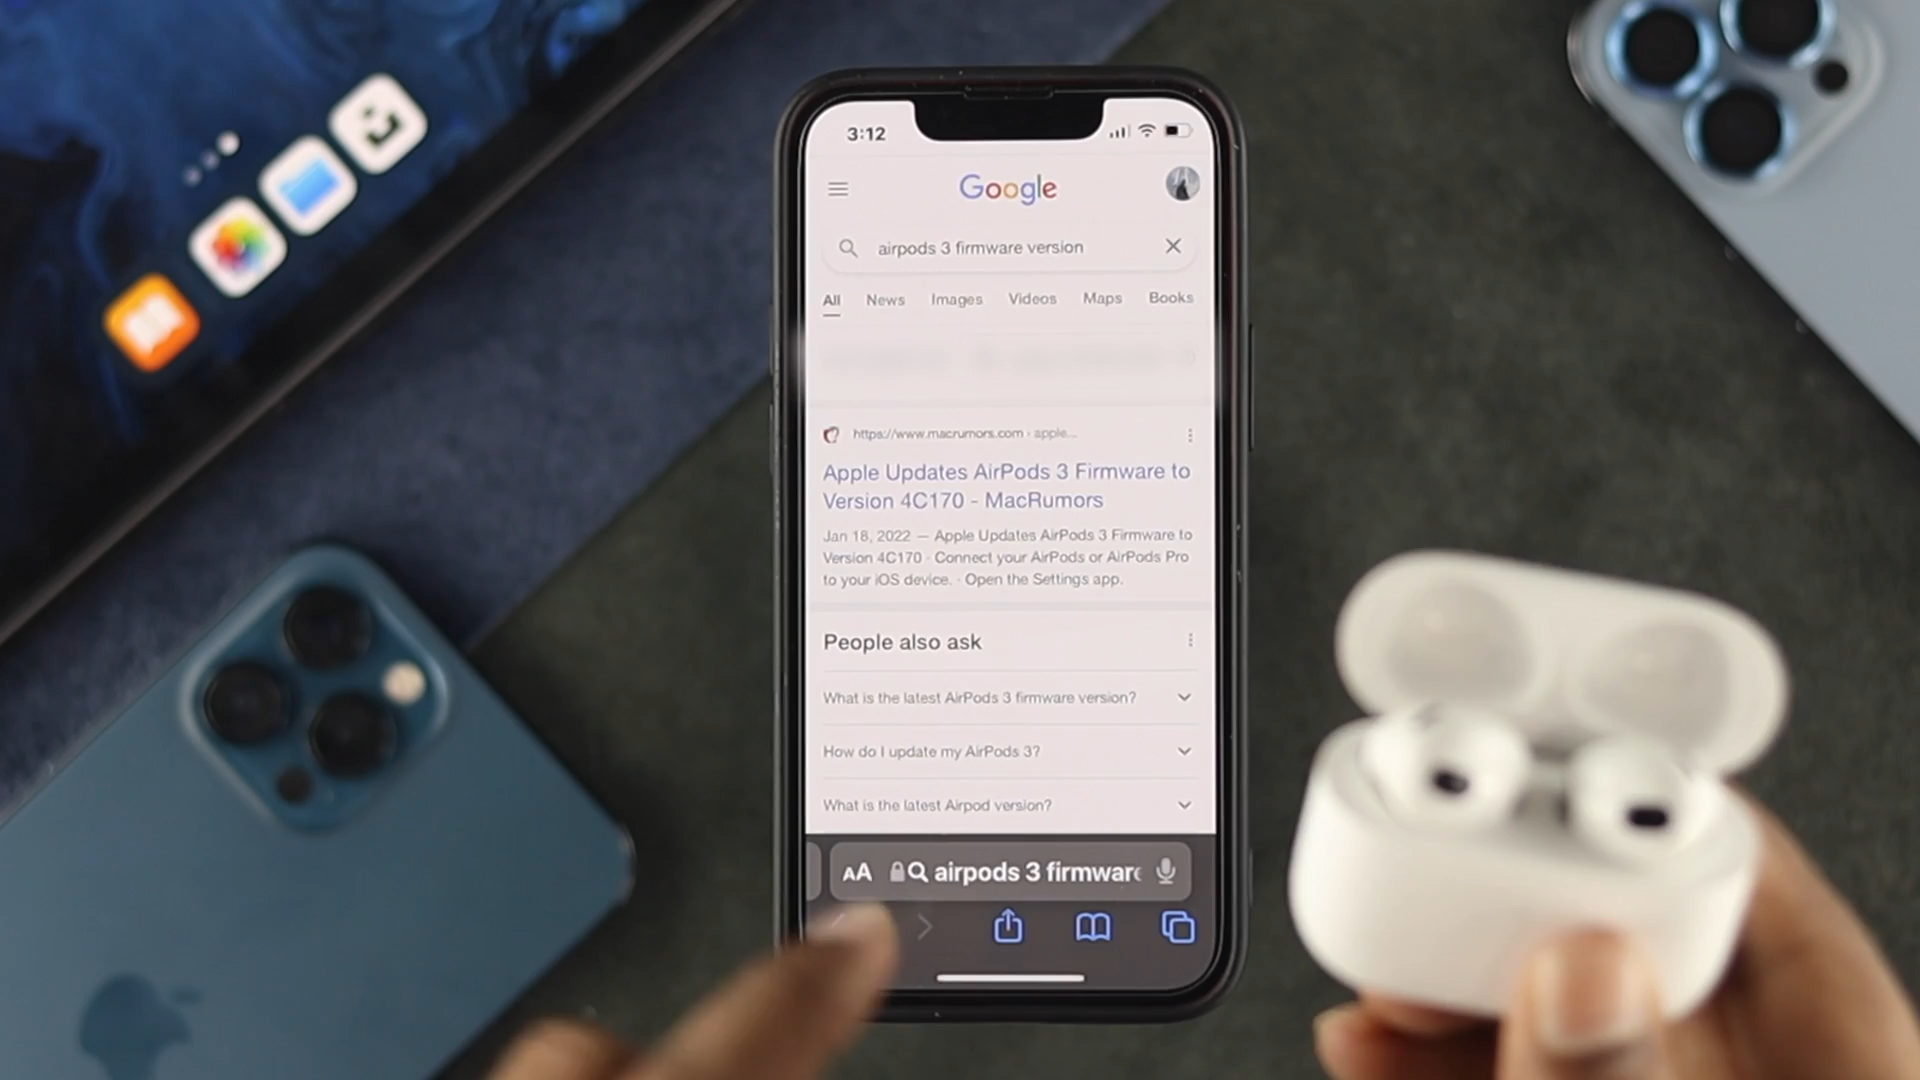 3:12
Google
airpods 3 firmware version
All News Images Videos Maps Books
https://www.macrumors.com › apple...
Apple Updates AirPods 3 Firmware to
Version 4C170 - MacRumors
Jan 18, 2022 — Apple Updates AirPods 3 Firmware to
Version 4C170 · Connect your AirPods or AirPods Pro
to your iOS device. · Open the Settings app.
People also ask
What is the latest AirPods 3 firmware version?
How do I update my AirPods 3?
What is the latest Airpod version?
AA airpods 3 firmware